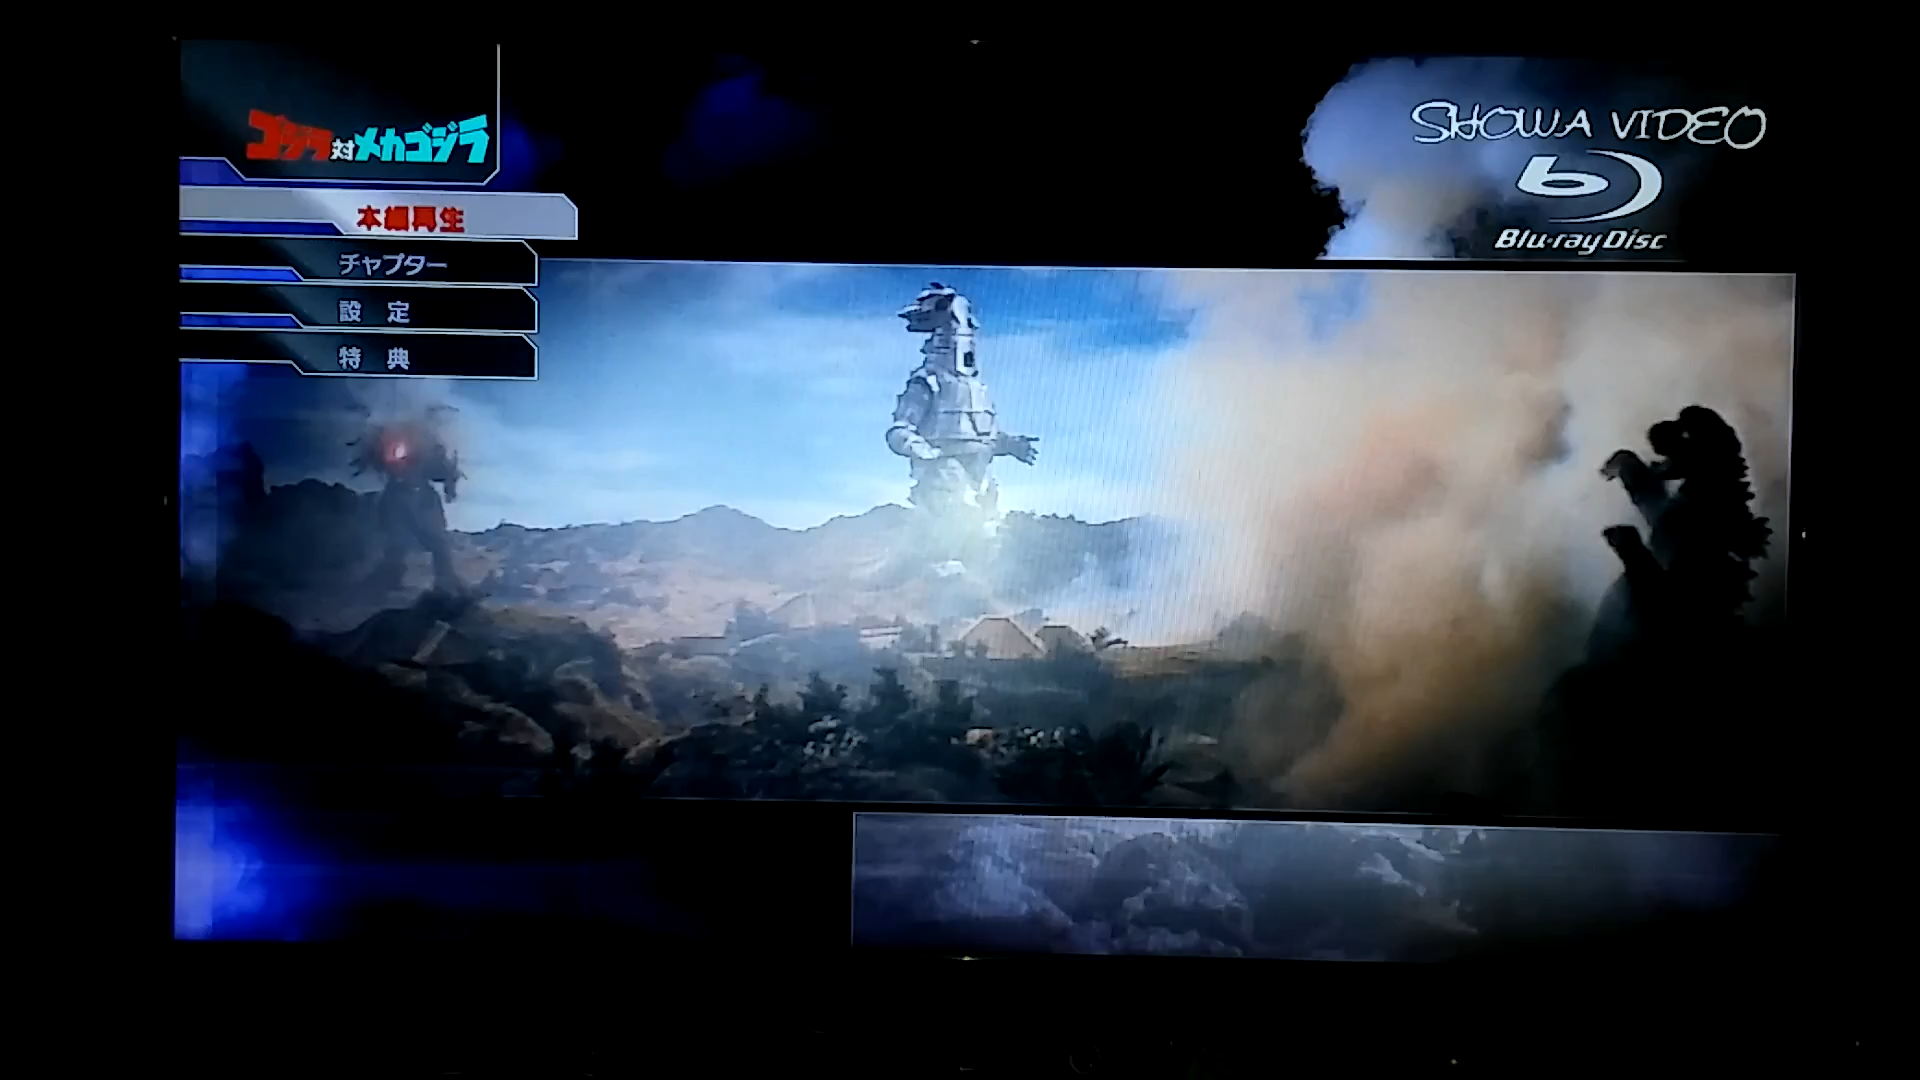 ゴジラ対メカゴジラ
本編再生
チャプター
設 定
特 典
SHOWA VIDEO
Blu-ray Disc